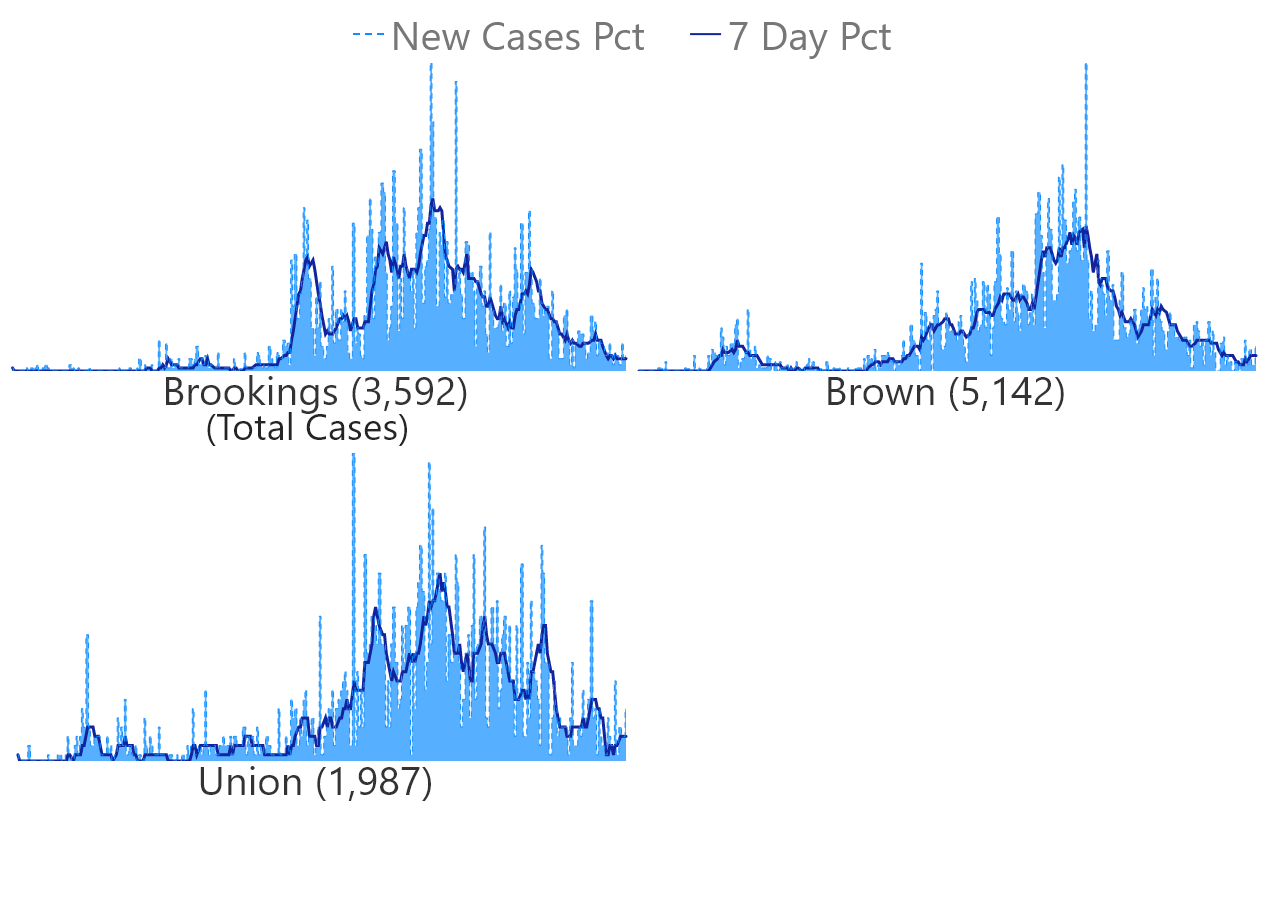 New Cases Pct 7 Day Pct
Brookings (3,592) Brown (5,142)
(Total Cases)
Union (1,987)